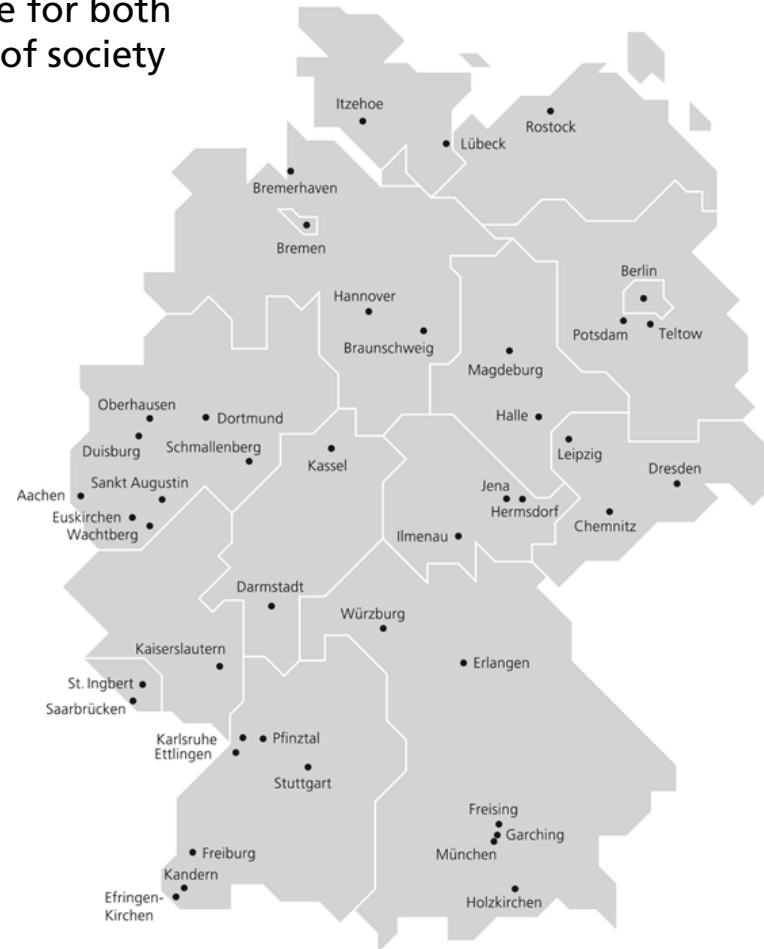 e for both
of society
Itzehoe
Rostock
Lübeck
Bremerhaven
Bremen
Berlin
Hannover
Potsdam
Teltow
Braunschweig
Magdeburg
Oberhausen
Dortmund
Halle
Duisburg
Schmallenberg
Kassel
Leipzig
Dresden
Sankt Augustin
Aachen
Jena
Hermsdorf
Euskirchen
Wachtberg
Chemnitz
Ilmenau
Darmstadt
Würzburg
Kaiserslautern
Erlangen
St. Ingbert
Saarbrücken
Karlsruhe
Pfinztal
Ettlingen
Stuttgart
Freising
Garching
München
Freiburg
Kandern
Efringen-
Kirchen
Holzkirchen